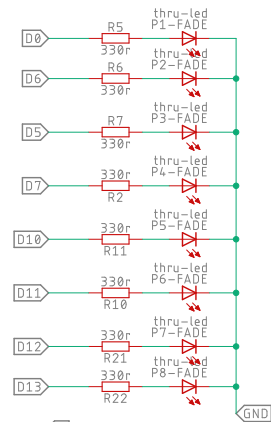 thru-led
R5 P1-FADE
D0
330r thru-led
R6 P2-FADE
D6
330r
thru-led
R7 P3-FADE
D5
330r
thru-led
330r P4-FADE
D7
R2
thru-led
330r P5-FADE
D10
R11
thru-led
330r P6-FADE
D11
R10
thru-led
330r P7-FADE
D12
R21 thru-led
330r P8-FADE
D13
R22
GND